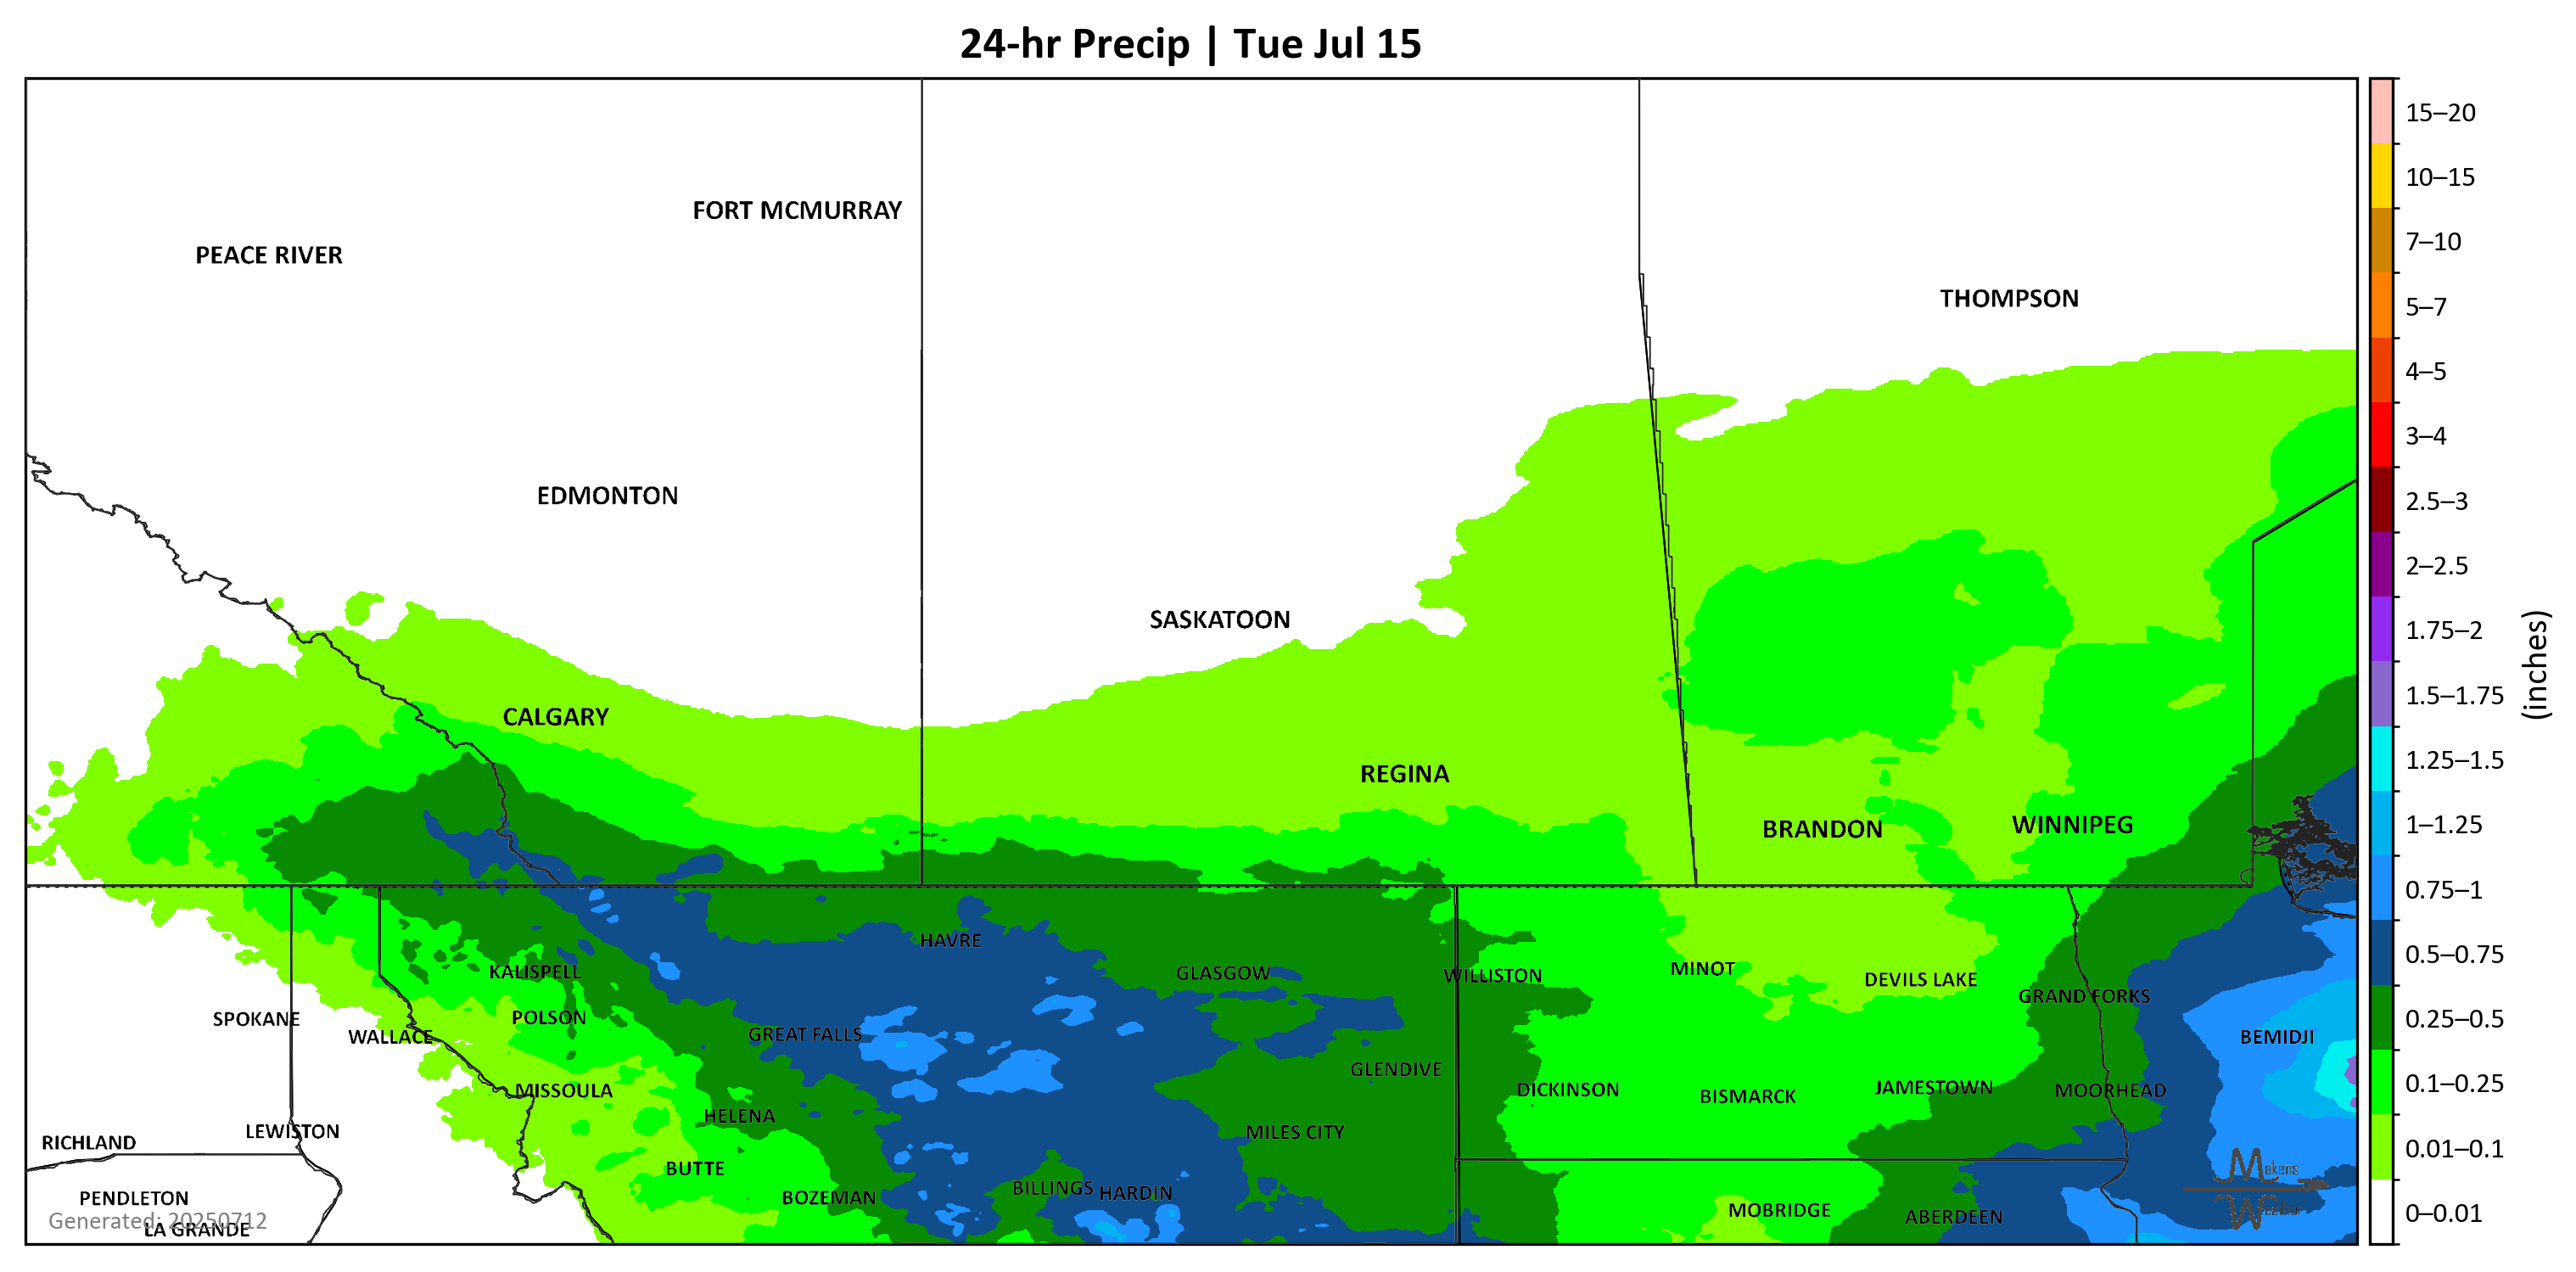 24-hr Precip | Tue Jul 15
FORT MCMURRAY
PEACE RIVER
THOMPSON
EDMONTON
SASKATOON
CALGARY
REGINA
BRANDON
WINNIPEG
HAVRE
KALISPELL
GLASGOW
WILLISTON
MINOT
DEVILS LAKE
GRAND FORKS
SPOKANE
POLSON
WALLACE
GREAT FALLS
BEMIDJI
GLENDIVE
MISSOULA
DICKINSON
BISMARCK
JAMESTOWN
MOORHEAD
HELENA
RICHLAND
LEWISTON
MILES CITY
BUTTE
PENDLETON
BOZEMAN
BILLINGS
HARDIN
MOBRIDGE
ABERDEEN
Generated: 20250712
LA GRANDE
Makens
Weather
15–20
10–15
7–10
5–7
4–5
3–4
2.5–3
2–2.5
1.75–2
1.5–1.75
1.25–1.5
1–1.25
0.75–1
0.5–0.75
0.25–0.5
0.1–0.25
0.01–0.1
0–0.01
(inches)